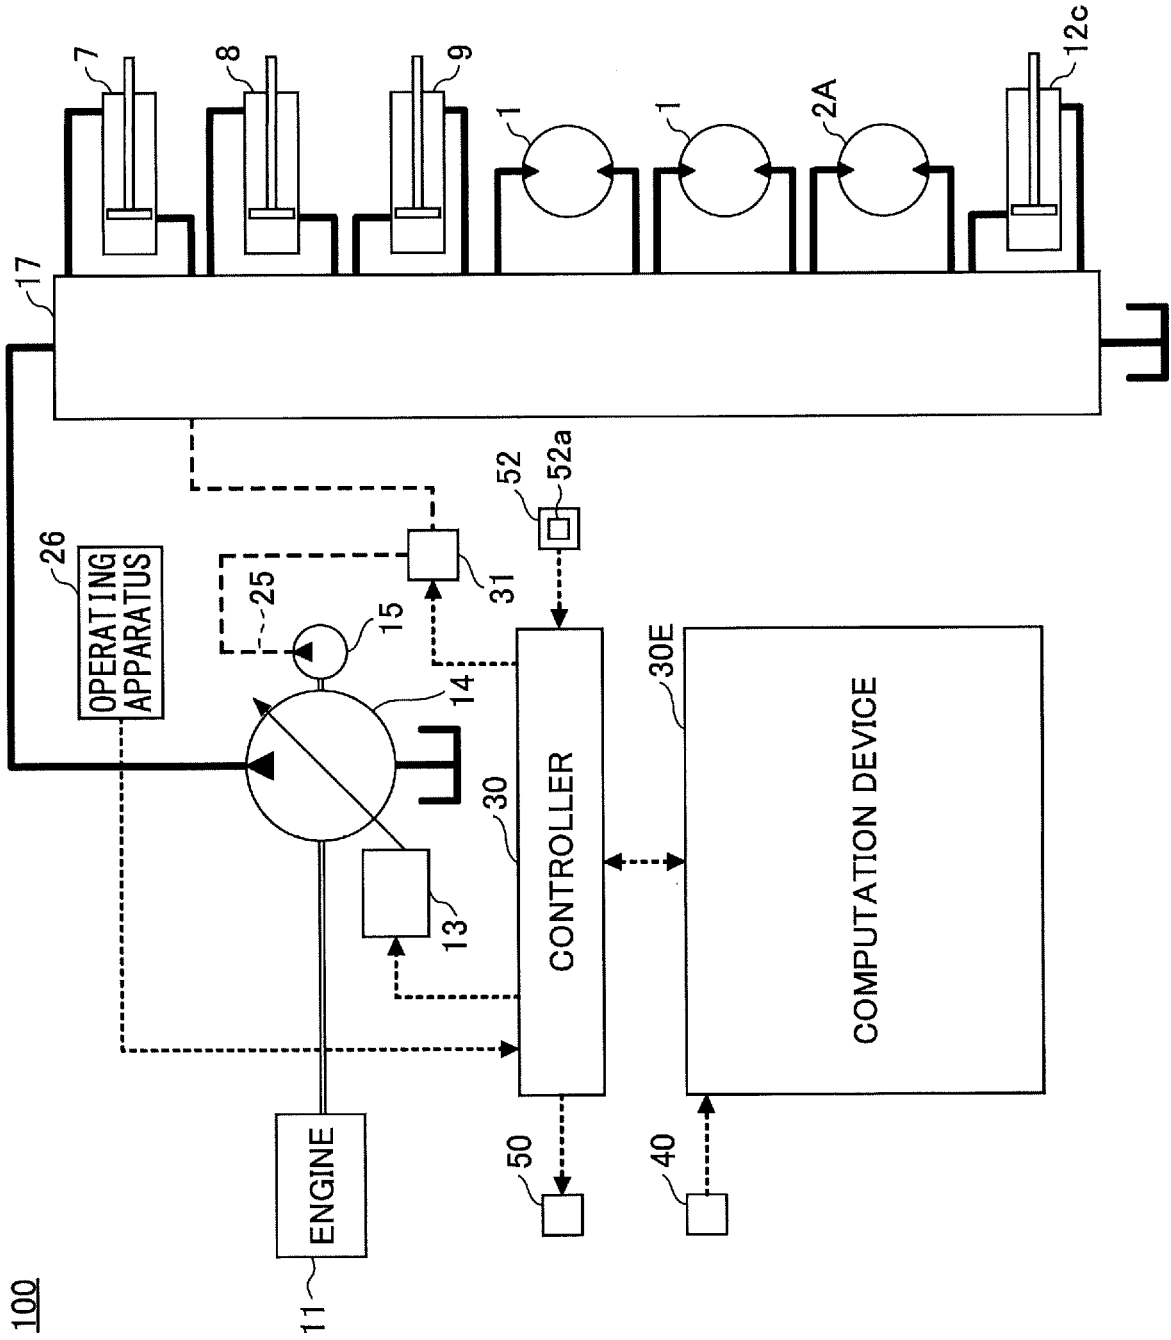 100
11
ENGINE
26
OPERATING
APPARATUS
17
7
8
9
1
1
2A
12c
25
15
14
13
31
52
52a
30
CONTROLLER
50
30E
COMPUTATION DEVICE
40